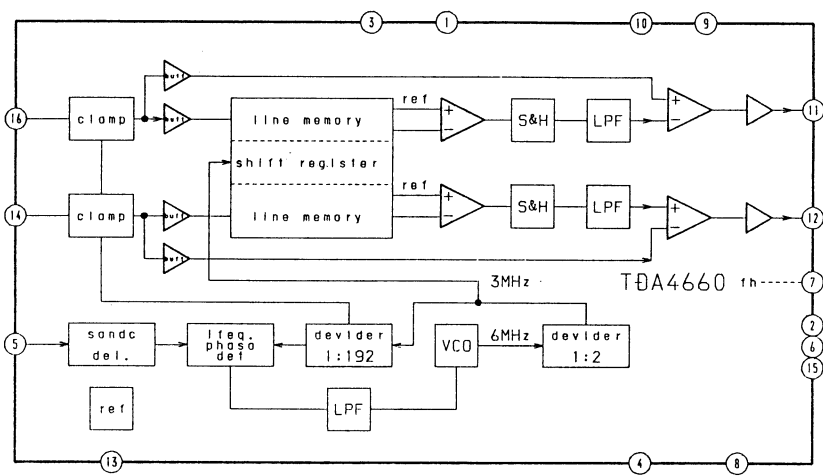 3 1 10 9
buff
16 clamp buff line memory ref + − S&H LPF + − 11
shift register
ref
14 clamp buff line memory + − S&H LPF + − 12
buff
3MHz TDA4660 fh 7
2
5 sandc del. freq. phasa det devider 1:192 VCO 6MHz devider 1:2 6
15
ref LPF
13 4 8